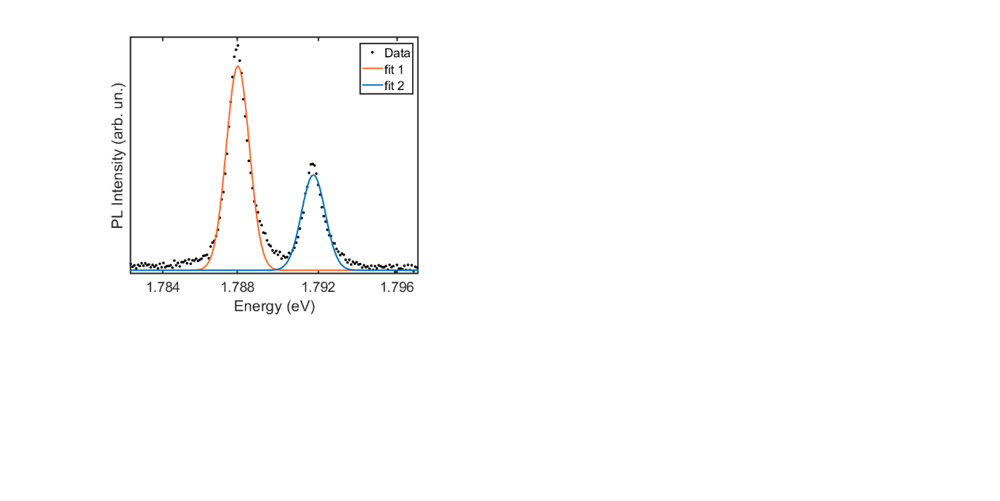 Data
fit 1
fit 2
PL Intensity (arb. un.)
1.784 1.788 1.792 1.796
Energy (eV)